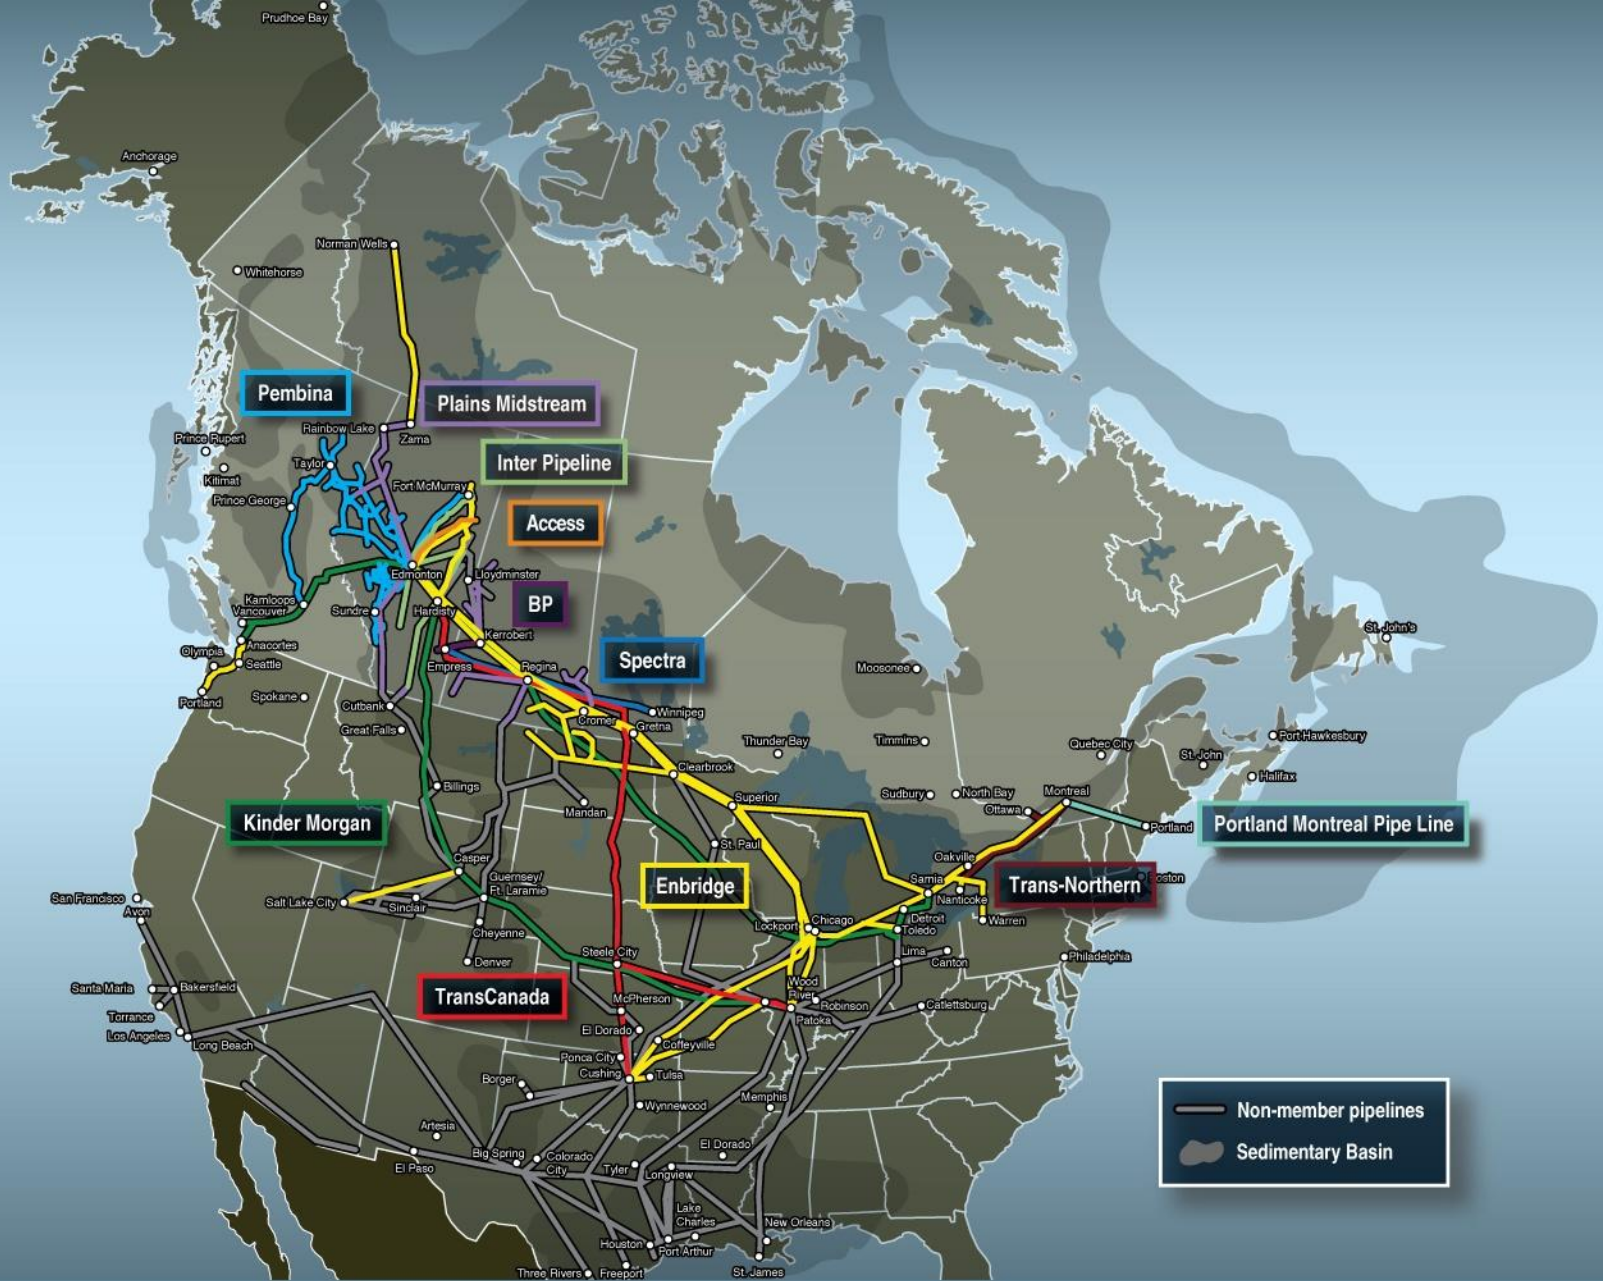 Prudhoe Bay
Anchorage
Norman Wells
Whitehorse
Pembina
Plains Midstream
Rainbow Lake
Zama
Prince Rupert
Inter Pipeline
Taylor
Kitimat
Fort McMurray
Prince George
Access
Edmonton
Lloydminster
Kamloops
BP
Vancouver
Sundre
Hardisty
St. John's
Kerrobert
Anacortes
Olympia
Seattle
Empress
Regina
Spectra
Moosonee
Portland
Spokane
Cutbank
Winnipeg
Cromer
Gretna
Great Falls
Port Hawkesbury
Thunder Bay
Timmins
Quebec City
St. John
Clearbrook
Halifax
Billings
Superior
Sudbury
North Bay
Montreal
Ottawa
Mandan
Kinder Morgan
Portland
Portland Montreal Pipe Line
St. Paul
Casper
Oakville
Guernsey/
Ft. Laramie
Enbridge
Sarnia
Trans-Northern
Boston
San Francisco
Avon
Salt Lake City
Sinclair
Nanticoke
Detroit
Warren
Lockport
Chicago
Toledo
Cheyenne
Steele City
Lima
Canton
Philadelphia
Denver
Santa Maria
Bakersfield
TransCanada
McPherson
Wood
River
Robinson
Catlettsburg
Torrance
Patoka
Los Angeles
Long Beach
El Dorado
Coffeyville
Ponca City
Cushing
Tulsa
Borger
Wynnewood
Memphis
Non-member pipelines
Artesia
El Dorado
Sedimentary Basin
El Paso
Big Spring
Colorado
City
Tyler
Longview
Lake
Charles
New Orleans
Houston
Port Arthur
Three Rivers
Freeport
St. James